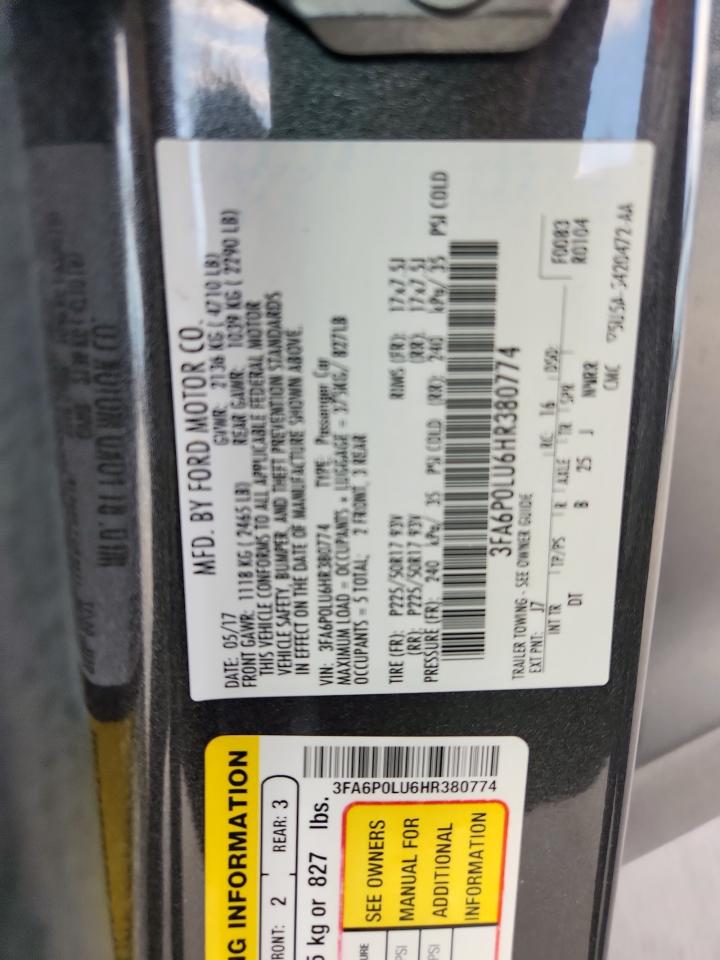 MFD. BY FORD MOTOR CO.
DATE: 05/17 GVWR: 2136 KG ( 4710 LB)
FRONT GAWR: 1118 KG ( 2465 LB) REAR GAWR: 1039 KG ( 2290 LB)
THIS VEHICLE CONFORMS TO ALL APPLICABLE FEDERAL MOTOR
VEHICLE SAFETY, BUMPER, AND THEFT PREVENTION STANDARDS
IN EFFECT ON THE DATE OF MANUFACTURE SHOWN ABOVE.
VIN: 3FA6P0LU6HR380774 TYPE: Passenger Car
MAXIMUM LOAD = OCCUPANTS + LUGGAGE = 375KG/ 827LB
OCCUPANTS = 5 TOTAL: 2 FRONT, 3 REAR
TIRE (FR): P225/50R17 93V RIMS (FR): 17x7.5J
(RR): P225/50R17 93V (RR): 17x7.5J
PRESSURE (FR): 240 kPa/ 35 PSI COLD (RR): 240 kPa/ 35 PSI COLD
3FA6P0LU6HR380774
TRAILER TOWING - SEE OWNER GUIDE
EXT PNT: J7 RC: 16 DSO: F0083
R0104
INT TR TP/PS R AXLE TR SPR
DT B 25 J
CMC
NG INFORMATION
RONT: 2 REAR: 3
5 kg or 827 lbs.
3FA6P0LU6HR380774
SEE OWNERS
MANUAL FOR
ADDITIONAL
INFORMATION
PSI
PSI